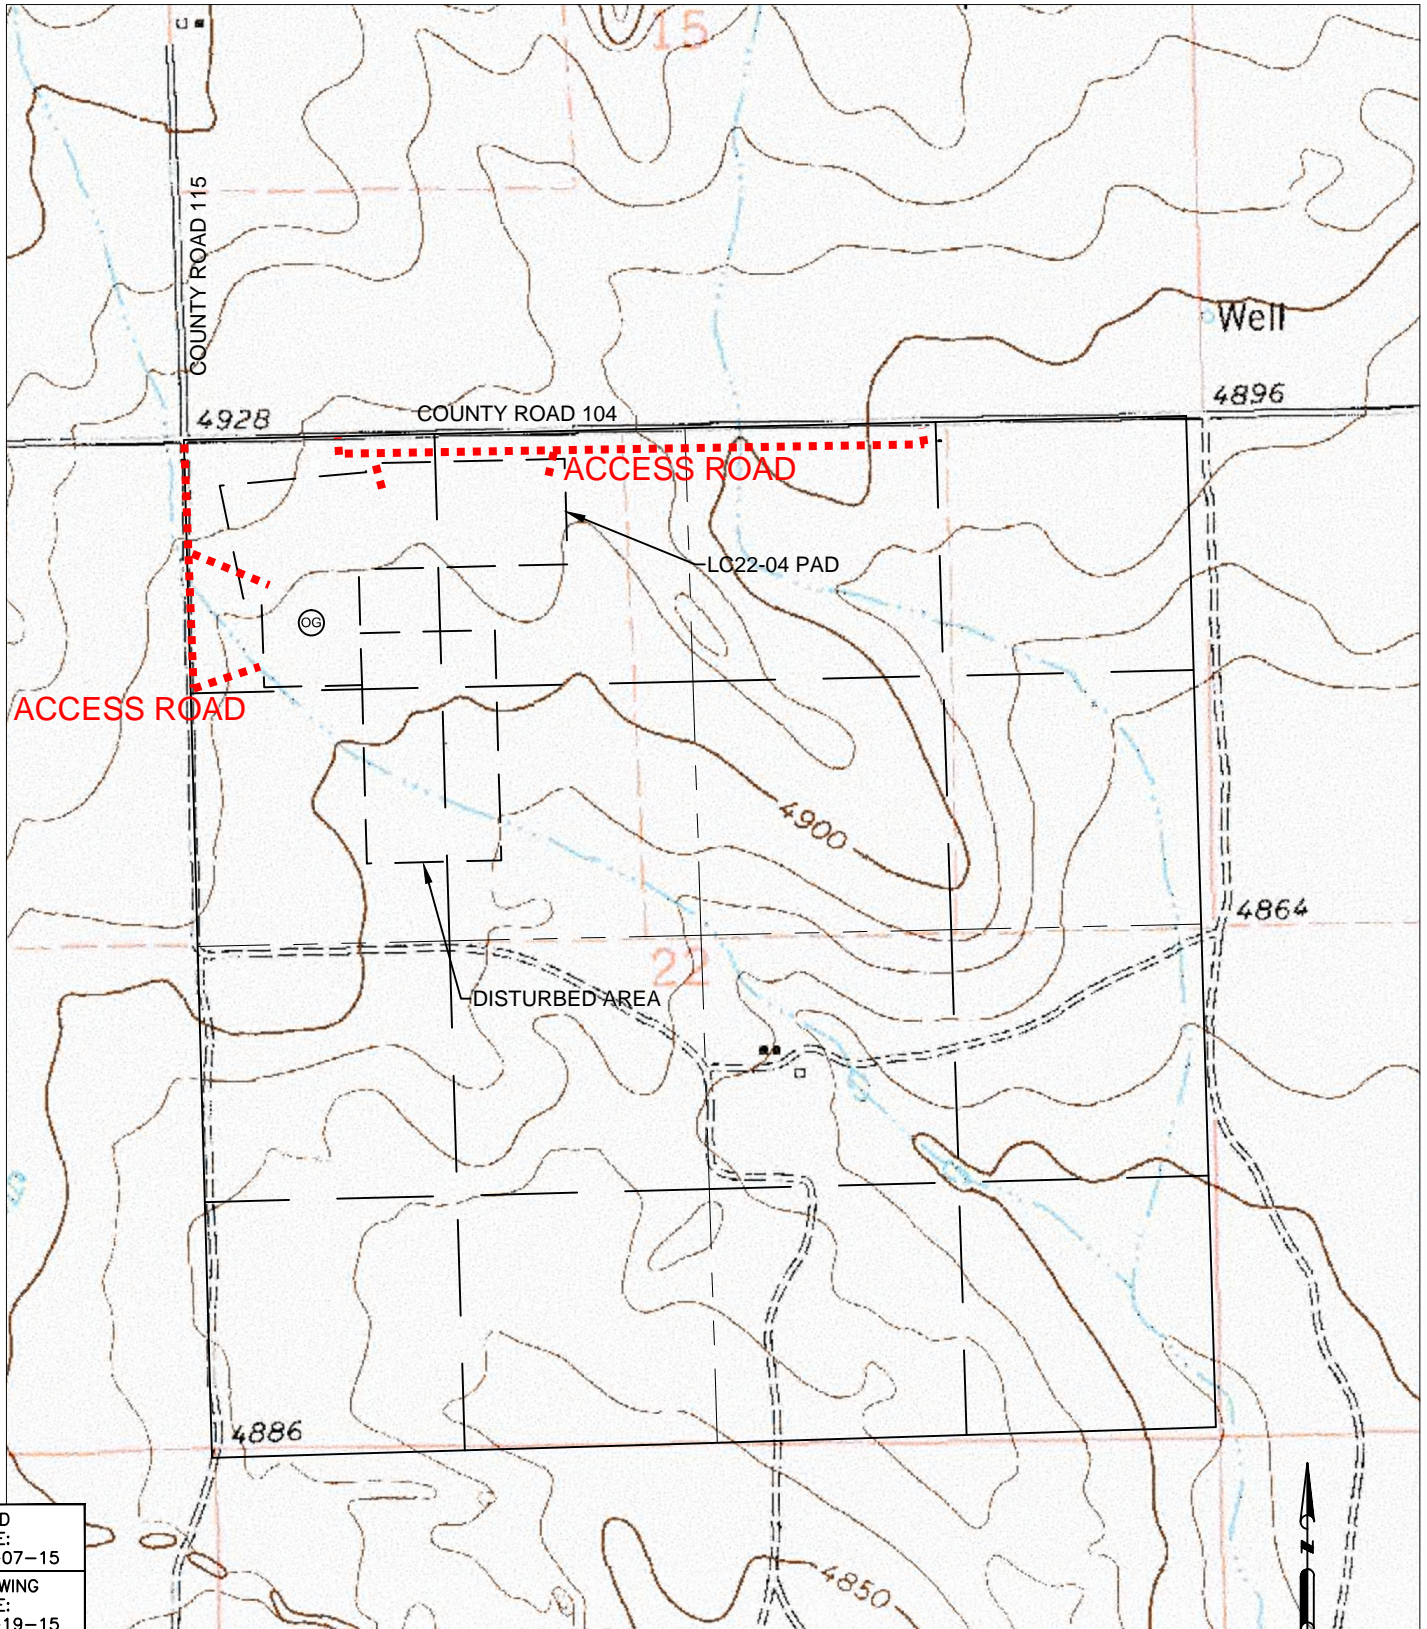 15
COUNTY ROAD 115
Well
4896
4928
COUNTY ROAD 104
ACCESS ROAD
LC22-04 PAD
OG
ACCESS ROAD
4900
4864
22
DISTURBED AREA
4886
D
E:
-07-15
WING
E:
-19-15
4850